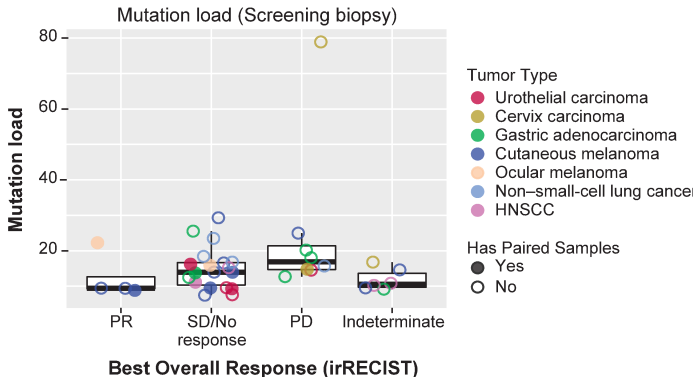 Mutation load (Screening biopsy)
80
60
40
20
Mutation load
PR
SD/No
response
PD
Indeterminate
Best Overall Response (irRECIST)
Tumor Type
Urothelial carcinoma
Cervix carcinoma
Gastric adenocarcinoma
Cutaneous melanoma
Ocular melanoma
Non–small-cell lung cancer
HNSCC
Has Paired Samples
Yes
No